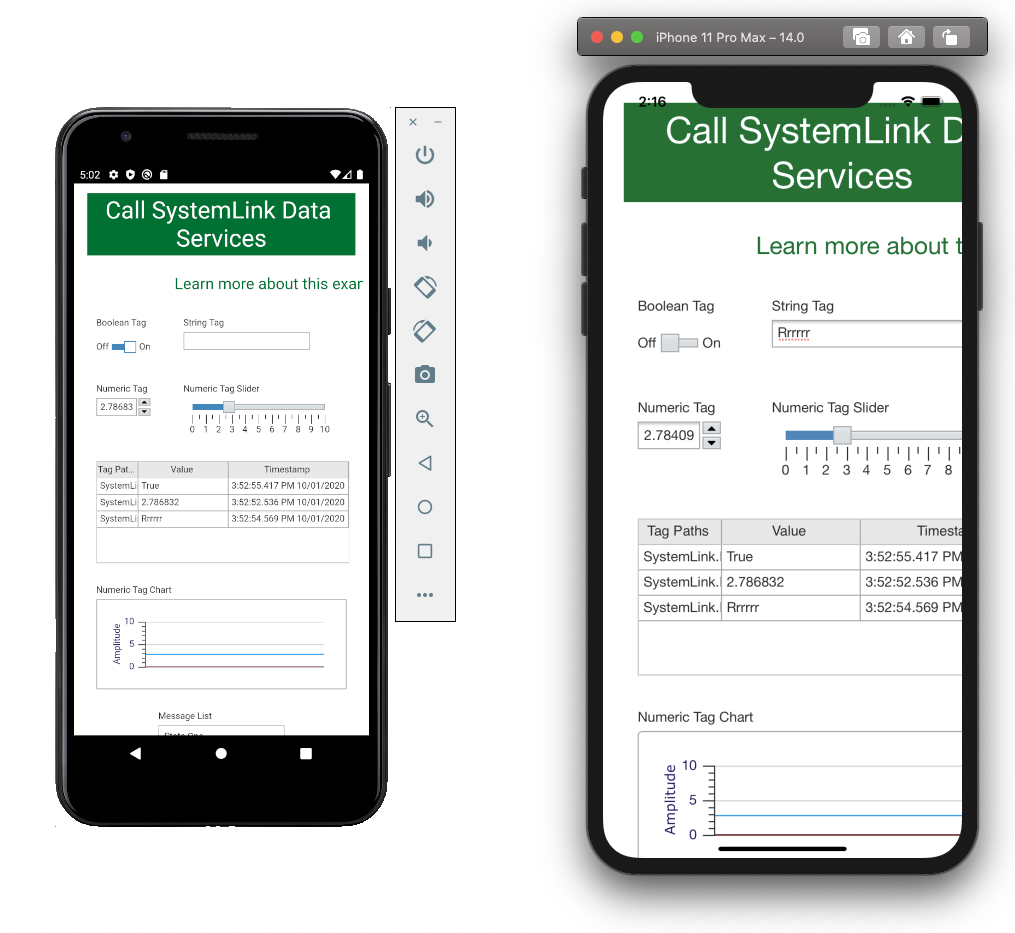 5:02
Call SystemLink Data
Services
Learn more about this exar
Boolean Tag
String Tag
Off
On
Numeric Tag
Numeric Tag Slider
2.78683
0 1 2 3 4 5 6 7 8 9 10
Tag Pat... Value Timestamp
SystemLi True 3:52:55.417 PM 10/01/2020
SystemLi 2.786832 3:52:52.536 PM 10/01/2020
SystemLi Rrrrrr 3:52:54.569 PM 10/01/2020
Numeric Tag Chart
Amplitude
10
5
0
Message List
iPhone 11 Pro Max – 14.0
2:16
Call SystemLink D
Services
Learn more about t
Boolean Tag
String Tag
Off
On
Rrrrrr
Numeric Tag
Numeric Tag Slider
2.78409
0 1 2 3 4 5 6 7 8
Tag Paths Value Timesta
SystemLink. True 3:52:55.417 PM
SystemLink. 2.786832 3:52:52.536 PM
SystemLink. Rrrrrr 3:52:54.569 PM
Numeric Tag Chart
Amplitude
10
5
0